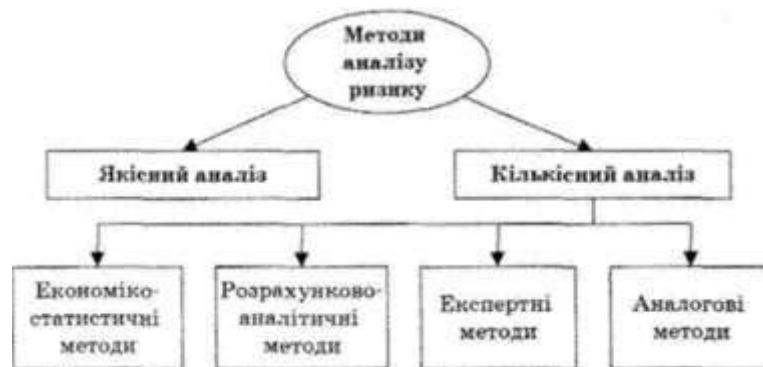 Методи
аналізу
ризику
Якісний аналіз
Кількісний аналіз
Економіко-
статистичні
методи
Розрахунково-
аналітичні
методи
Експертні
методи
Аналогові
методи